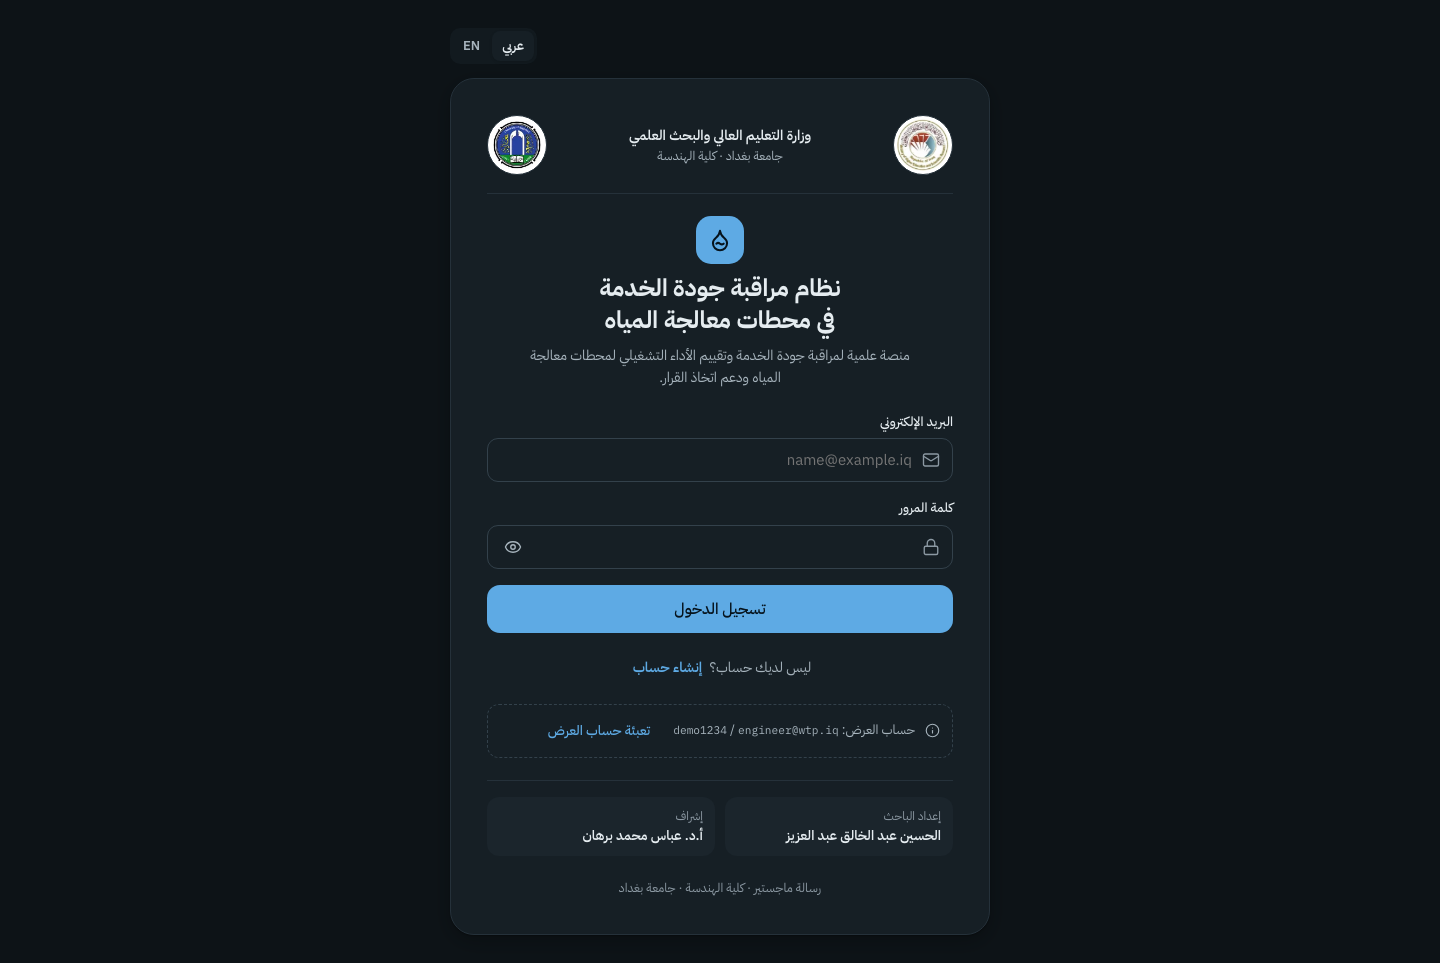 عربي
EN
وزارة التعليم العالي والبحث العلمي
جامعة بغداد · كلية الهندسة
نظام مراقبة جودة الخدمة
في محطات معالجة المياه
منصة علمية لمراقبة جودة الخدمة وتقييم الأداء التشغيلي لمحطات معالجة
المياه ودعم اتخاذ القرار.
البريد الإلكتروني
name@example.iq
كلمة المرور
تسجيل الدخول
ليس لديك حساب؟ إنشاء حساب
حساب العرض: engineer@wtp.iq / demo1234 تعبئة حساب العرض
إعداد الباحث
الحسين عبد الخالق عبد العزيز
إشراف
أ.د. عباس محمد برهان
رسالة ماجستير · كلية الهندسة · جامعة بغداد